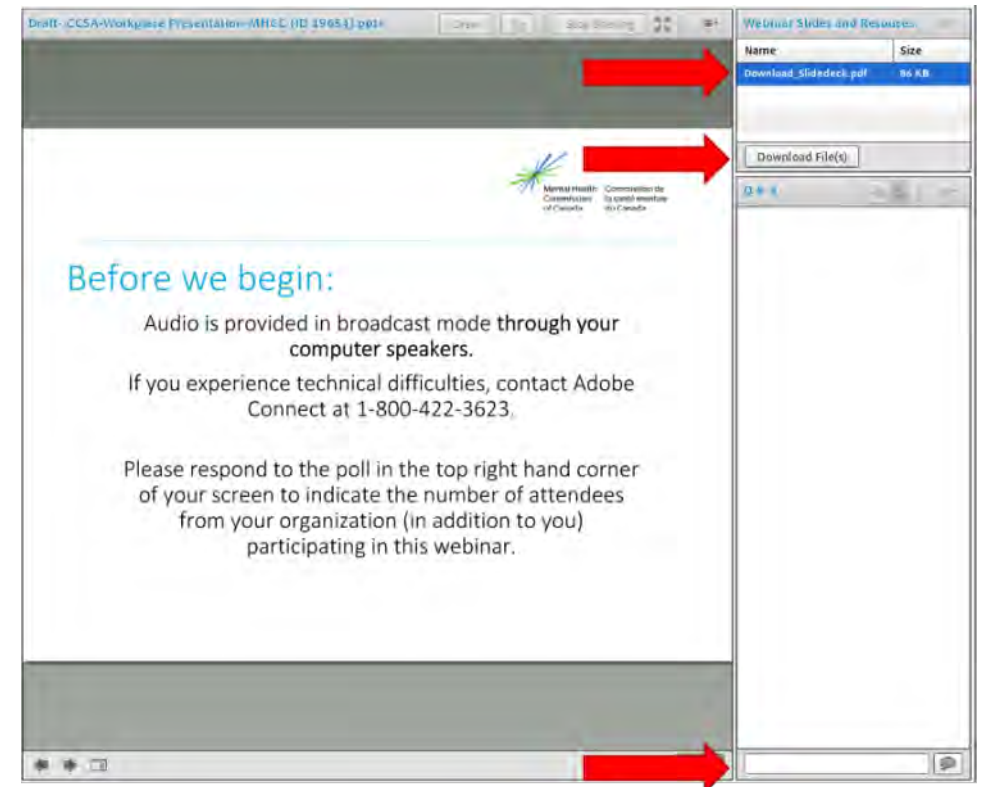 Draft- CCSA-Workplace Presentation-MHCC (ID 19651).pptx
Draw
Stop Sharing
Webinar Slides and Resources
Name Size
Download_Slidedeck.pdf 86 KB
Download File(s)
Q & A
Mental Health Commission de
Commission la santé mentale
of Canada du Canada
Before we begin:
Audio is provided in broadcast mode through your
computer speakers.
If you experience technical difficulties, contact Adobe
Connect at 1-800-422-3623.
Please respond to the poll in the top right hand corner
of your screen to indicate the number of attendees
from your organization (in addition to you)
participating in this webinar.